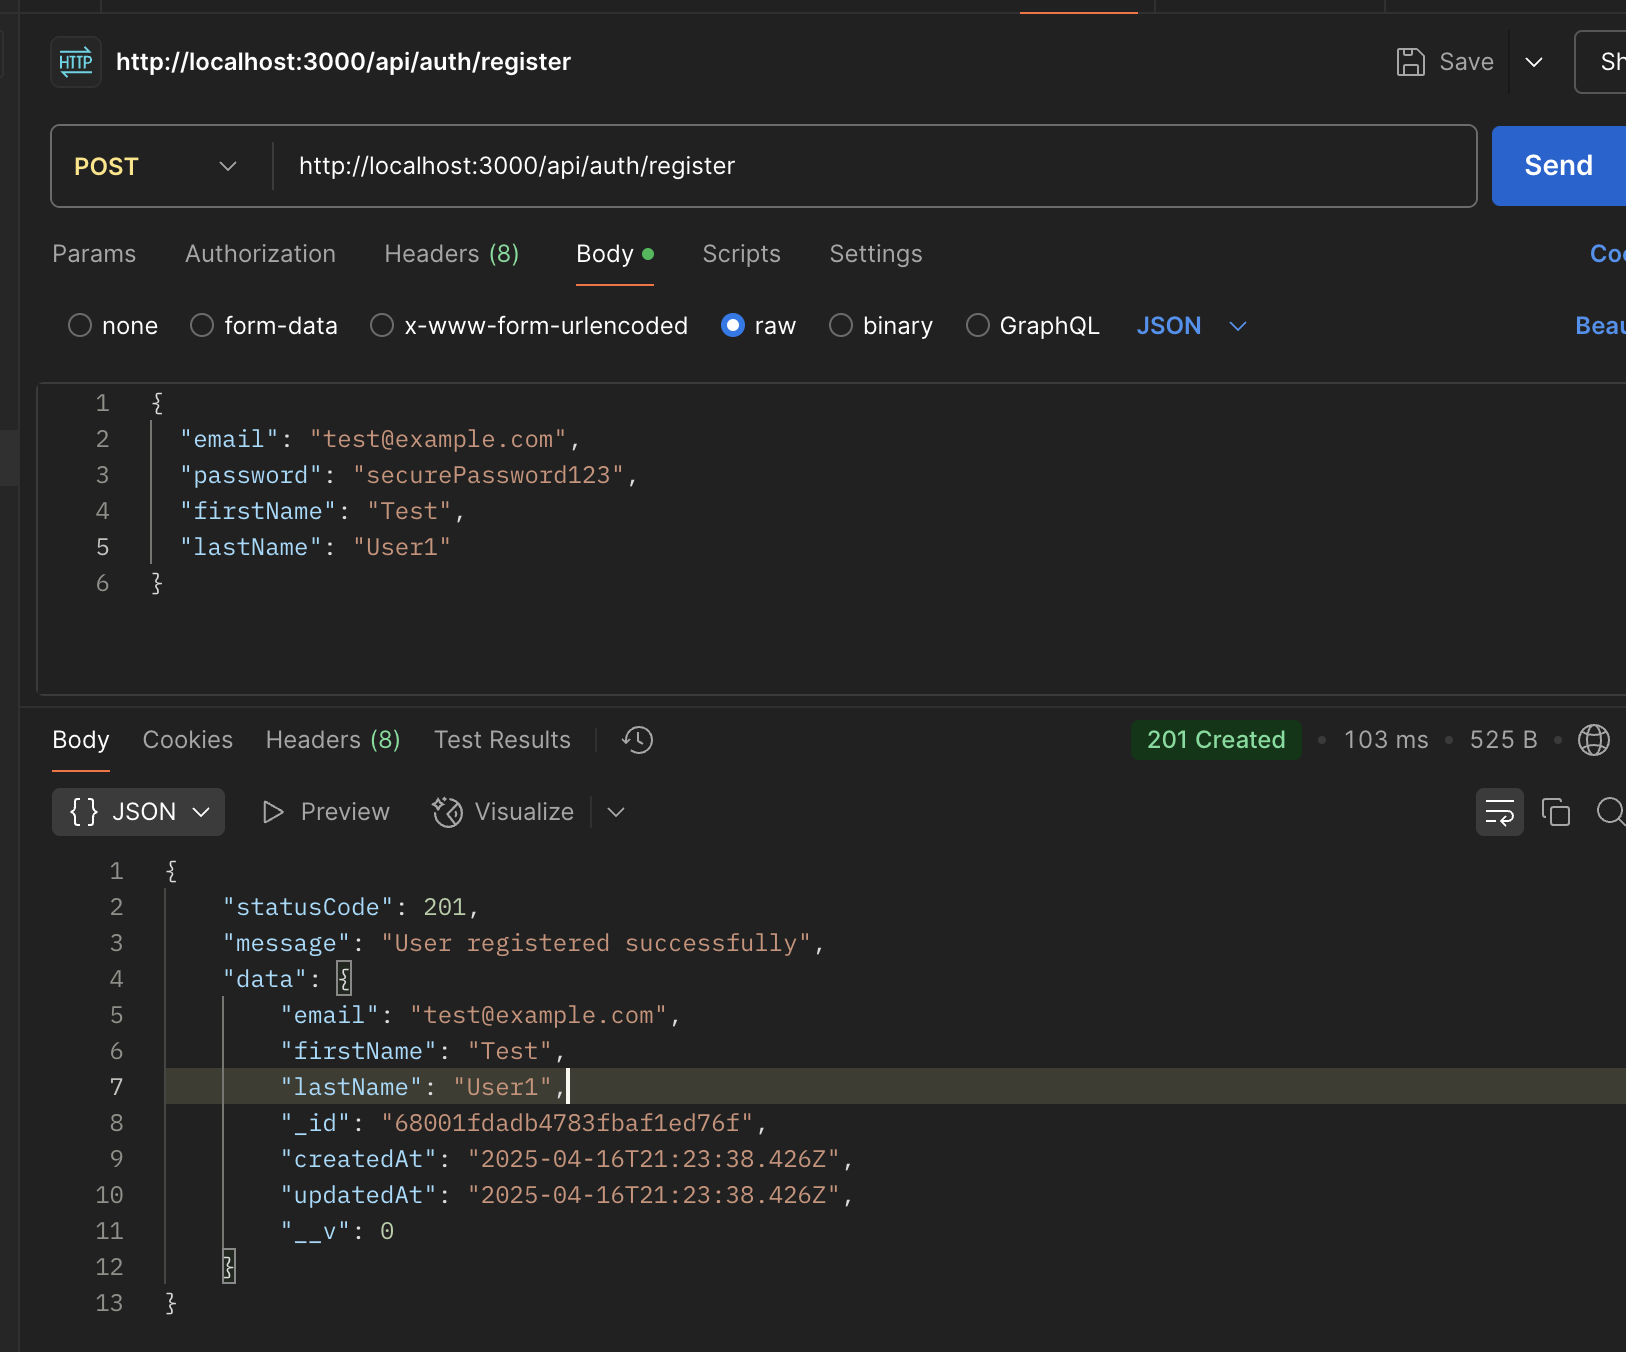 HTTP http://localhost:3000/api/auth/register Save
POST http://localhost:3000/api/auth/register Send
Params Authorization Headers (8) Body Scripts Settings
none form-data x-www-form-urlencoded raw binary GraphQL JSON
1 {
2 "email": "test@example.com",
3 "password": "securePassword123",
4 "firstName": "Test",
5 "lastName": "User1"
6 }
Body Cookies Headers (8) Test Results 201 Created • 103 ms • 525 B •
{} JSON Preview Visualize
1 {
2 "statusCode": 201,
3 "message": "User registered successfully",
4 "data": {
5 "email": "test@example.com",
6 "firstName": "Test",
7 "lastName": "User1",
8 "_id": "68001fdadb4783fbaf1ed76f",
9 "createdAt": "2025-04-16T21:23:38.426Z",
10 "updatedAt": "2025-04-16T21:23:38.426Z",
11 "__v": 0
12 }
13 }